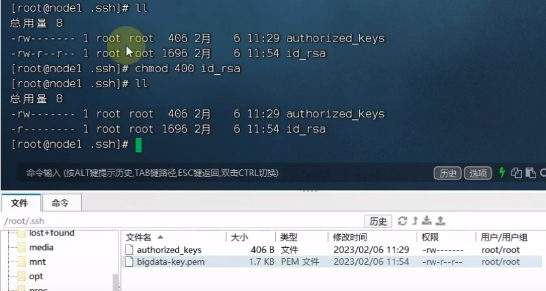 [root@node1 .ssh]# ll
总用量 8
-rw------- 1 root root  406 2月   6 11:29 authorized_keys
-rw-r--r-- 1 root root 1696 2月   6 11:54 id_rsa
[root@node1 .ssh]# chmod 400 id_rsa
[root@node1 .ssh]# ll
总用量 8
-rw------- 1 root root  406 2月   6 11:29 authorized_keys
-r-------- 1 root root 1696 2月   6 11:54 id_rsa
[root@node1 .ssh]#
命令输入 (按ALT键提示历史,TAB键路径,ESC键返回,双击CTRL切换) 历史 选项
文件 命令
/root/.ssh 历史
lost+found
media
mnt
opt
proc
文件名 大小 类型 修改时间 权限 用户/用户组
authorized_keys 406 B 文件 2023/02/06 11:29 -rw------- root/root
bigdata-key.pem 1.7 KB PEM 文件 2023/02/06 11:54 -rw-r--r-- root/root